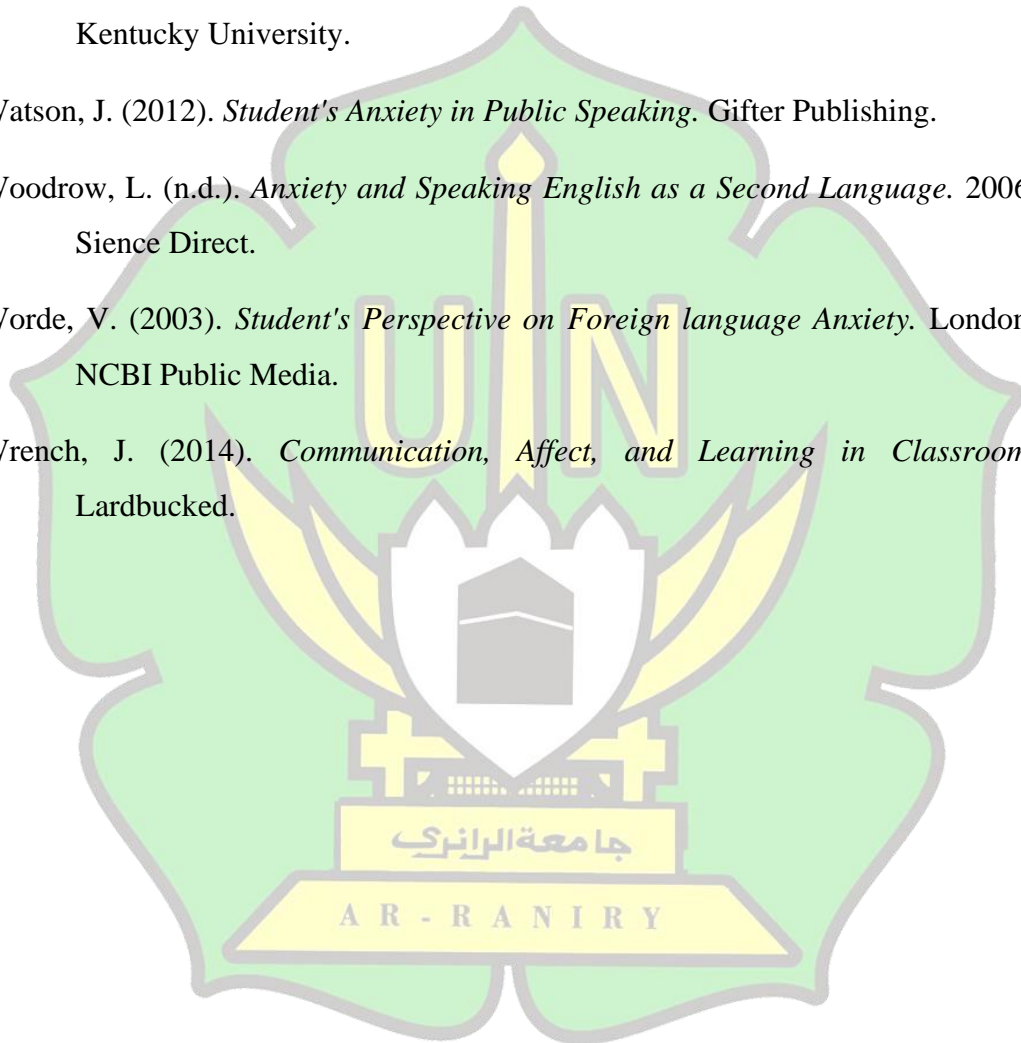 Kentucky University.
Watson, J. (2012). Student's Anxiety in Public Speaking. Gifter Publishing.
Woodrow, L. (n.d.). Anxiety and Speaking English as a Second Language. 2006
Sience Direct.
Worde, V. (2003). Student's Perspective on Foreign language Anxiety. London
NCBI Public Media.
Wrench, J. (2014). Communication, Affect, and Learning in Classroom
Lardbucked.
UIN
جامعة الرانري
AR-RANIRY